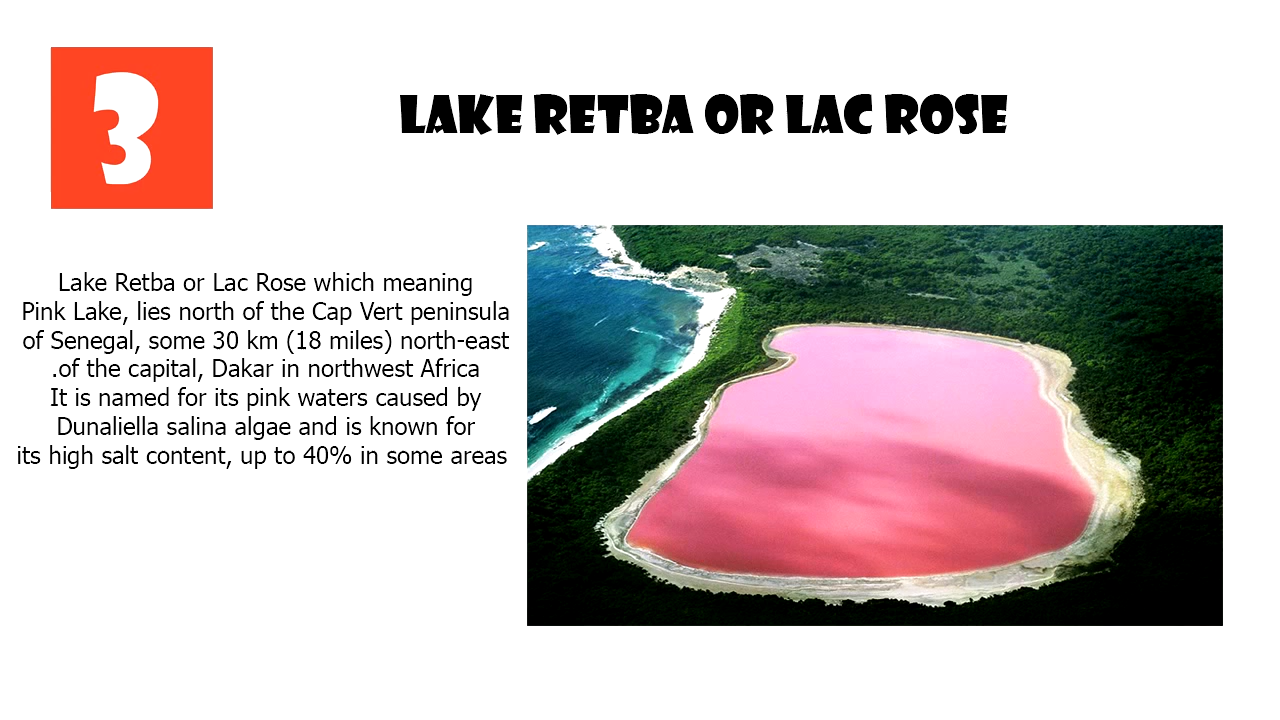 3
LAKE RETBA OR LAC ROSE
Lake Retba or Lac Rose which meaning
Pink Lake, lies north of the Cap Vert peninsula
of Senegal, some 30 km (18 miles) north-east
.of the capital, Dakar in northwest Africa
It is named for its pink waters caused by
Dunaliella salina algae and is known for
its high salt content, up to 40% in some areas